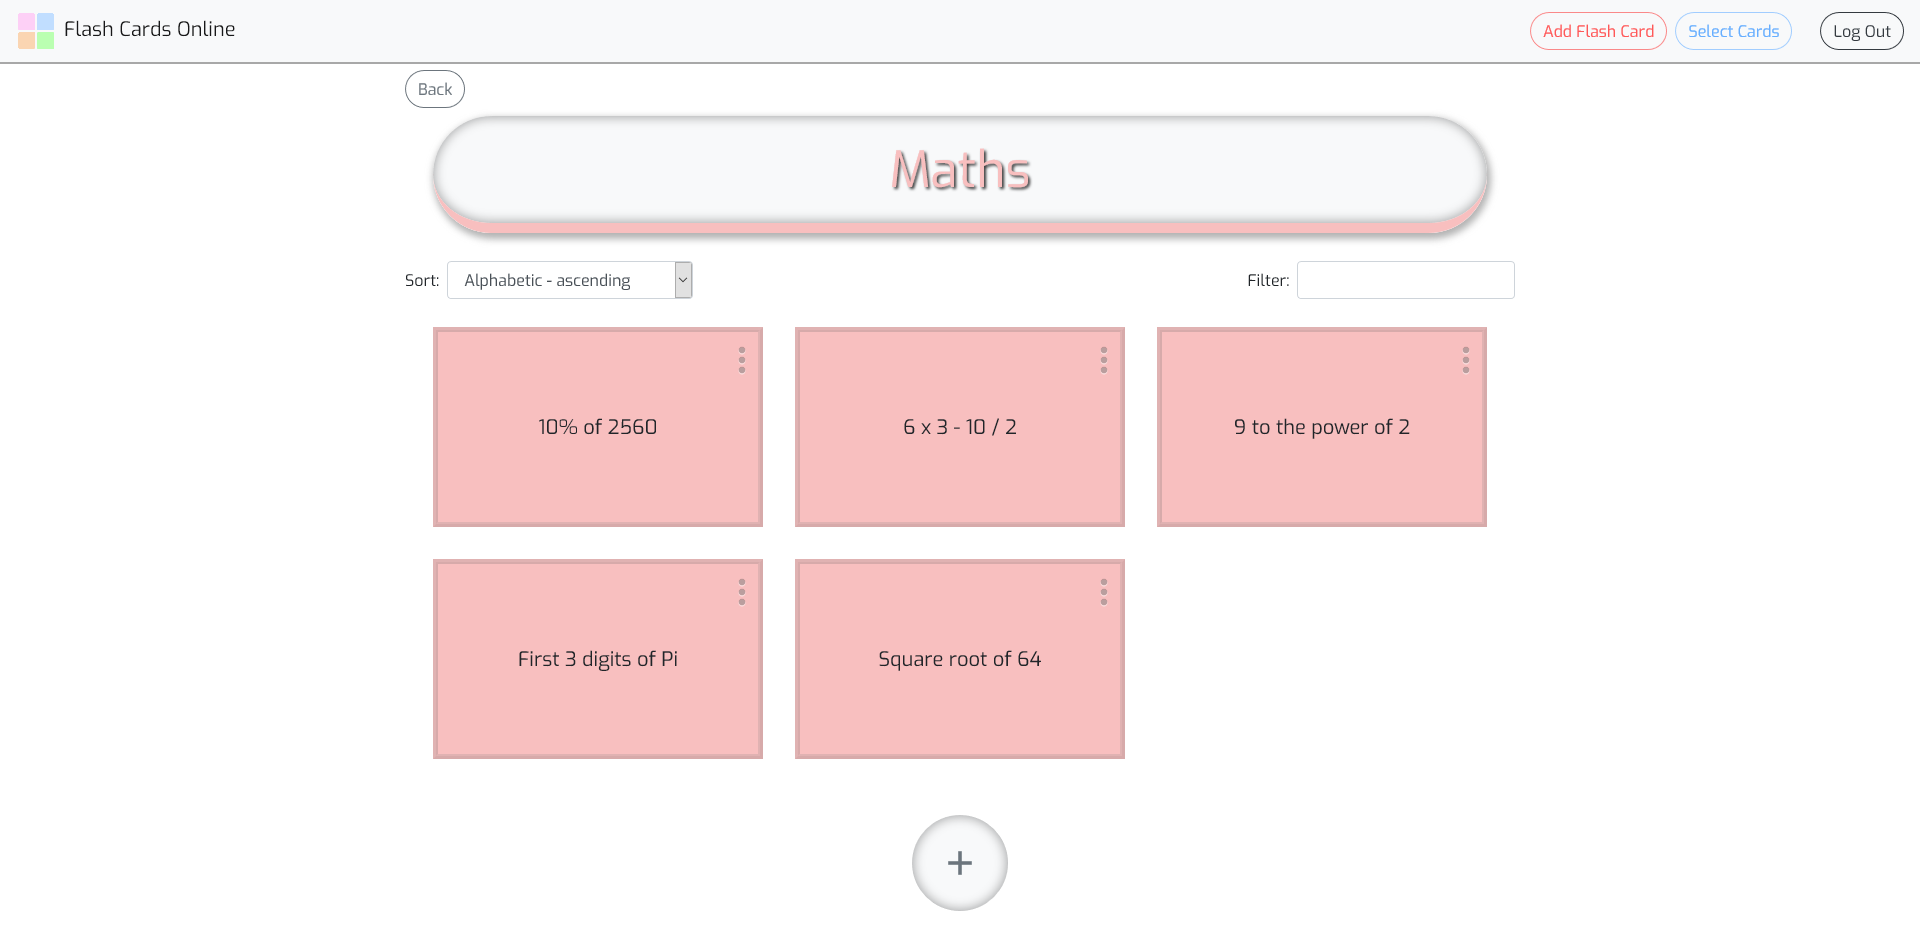 Flash Cards Online
Add Flash Card
Select Cards
Log Out
Back
Maths
Sort:
Alphabetic - ascending
Filter:
10% of 2560
6 x 3 - 10 / 2
9 to the power of 2
First 3 digits of Pi
Square root of 64
+